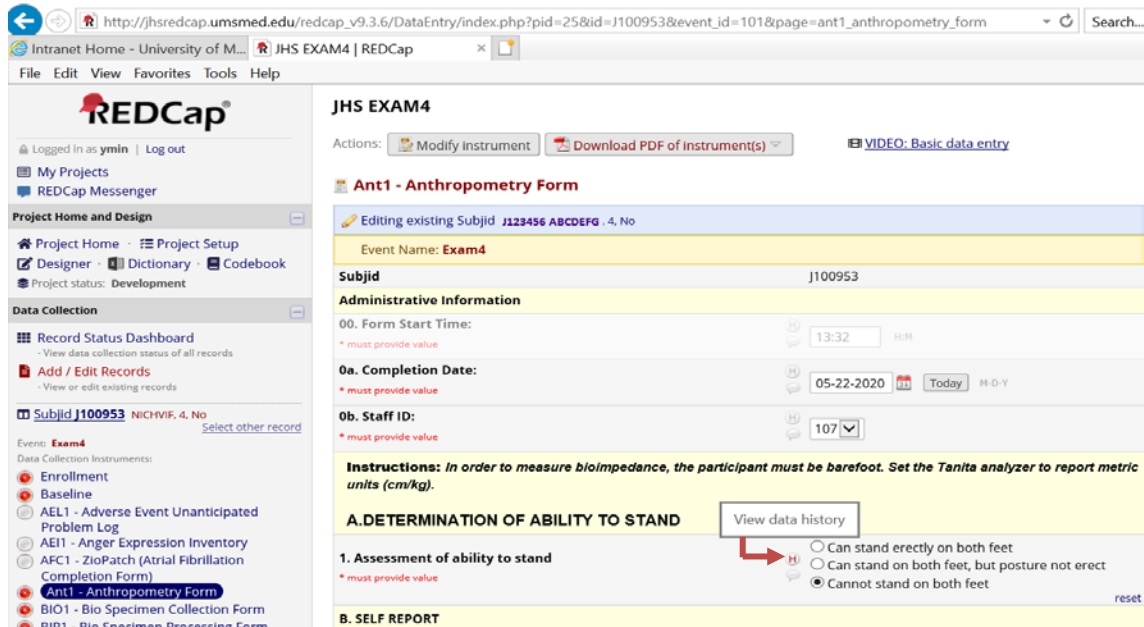 http://jhsredcap.umsmed.edu/redcap_v9.3.6/DataEntry/index.php?pid=25&id=J100953&event_id=101&page=ant1_anthropometry_form
Search...
Intranet Home - University of M...
JHS EXAM4 | REDCap
File Edit View Favorites Tools Help
REDCap
Logged in as ymin | Log out
My Projects
REDCap Messenger
Project Home and Design
Project Home · Project Setup
Designer · Dictionary · Codebook
Project status: Development
Data Collection
Record Status Dashboard
- View data collection status of all records
Add / Edit Records
- View or edit existing records
Subjid J100953 NICHVIF, 4, No
Select other record
Event: Exam4
Data Collection Instruments:
Enrollment
Baseline
AEL1 - Adverse Event Unanticipated
Problem Log
AEI1 - Anger Expression Inventory
AFC1 - ZioPatch (Atrial Fibrillation
Completion Form)
Ant1 - Anthropometry Form
BIO1 - Bio Specimen Collection Form
BIP1 - Bio Specimen Processing Form
JHS EXAM4
Actions: Modify instrument Download PDF of instrument(s) VIDEO: Basic data entry
Ant1 - Anthropometry Form
Editing existing Subjid J123456 ABCDEFG . 4, No
Event Name: Exam4
Subjid J100953
Administrative Information
00. Form Start Time:
* must provide value
H
13:32 H:M
0a. Completion Date:
* must provide value
H
05-22-2020 Today M-D-Y
0b. Staff ID:
* must provide value
H
107
Instructions: In order to measure bioimpedance, the participant must be barefoot. Set the Tanita analyzer to report metric
units (cm/kg).
A.DETERMINATION OF ABILITY TO STAND
View data history
1. Assessment of ability to stand
* must provide value
H
Can stand erectly on both feet
Can stand on both feet, but posture not erect
Cannot stand on both feet
reset
B. SELF REPORT